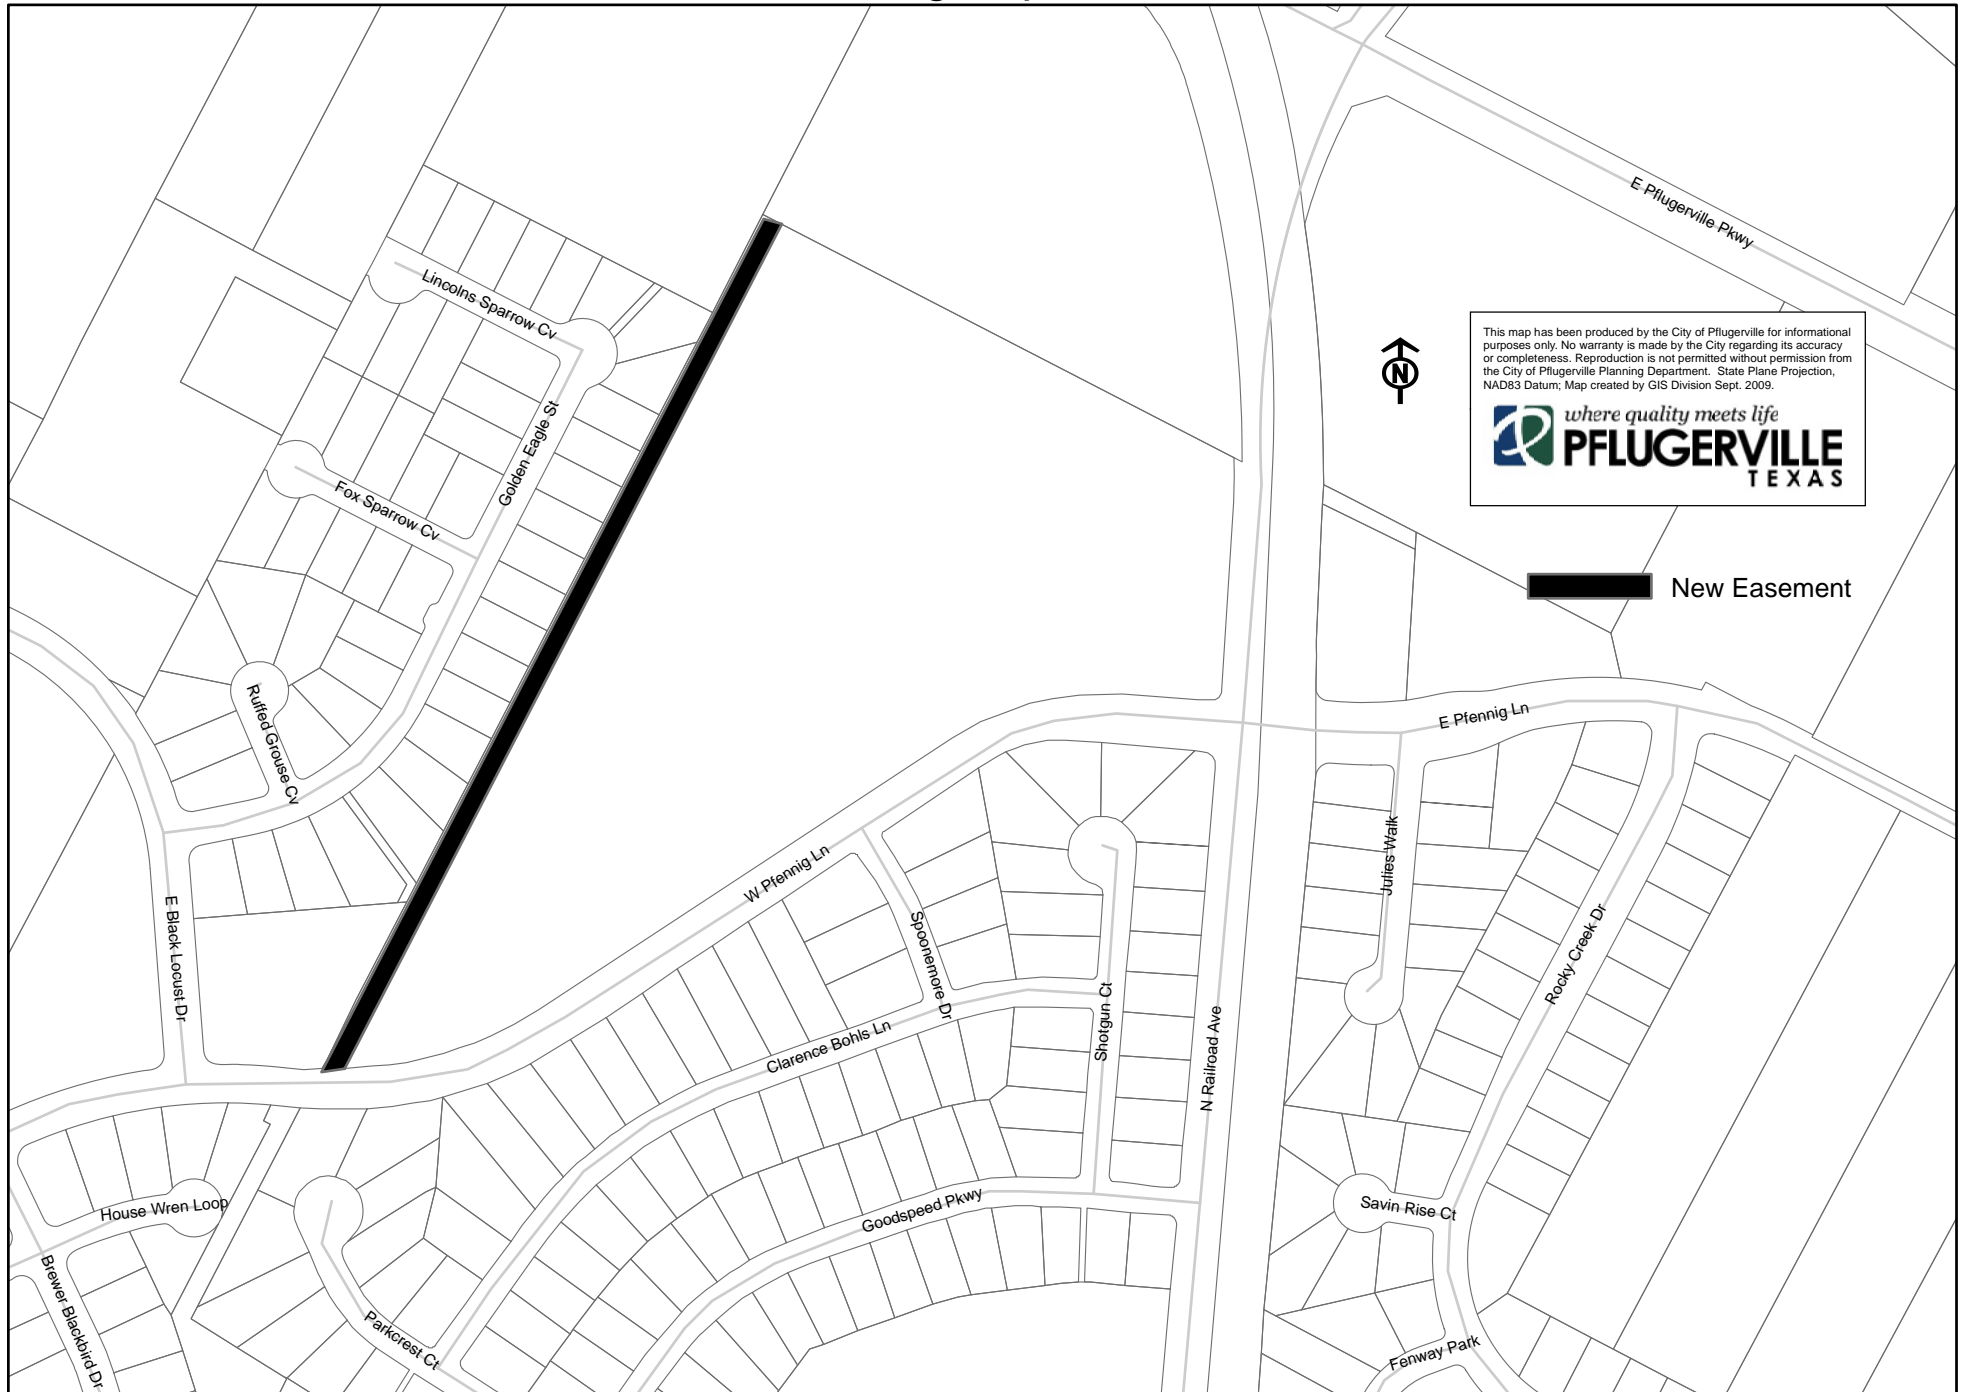 E Pflugerville Pkwy
This map has been produced by the City of Pflugerville for informational
purposes only. No warranty is made by the City regarding its accuracy
or completeness. Reproduction is not permitted without permission from
the City of Pflugerville Planning Department. State Plane Projection,
NAD83 Datum; Map created by GIS Division Sept. 2009.
where quality meets life
PFLUGERVILLE
TEXAS
N
New Easement
Lincolns Sparrow Cv
Golden Eagle St
Fox Sparrow Cv
Ruffed Grouse Cv
E Black Locust Dr
W Pfennig Ln
E Pfennig Ln
Julies Walk
Rocky Creek Dr
Spoonemore Dr
Clarence Bohls Ln
Shotgun Ct
N Railroad Ave
House Wren Loop
Goodspeed Pkwy
Savin Rise Ct
Brewer Blackbird Dr
Parkcrest Ct
Fenway Park